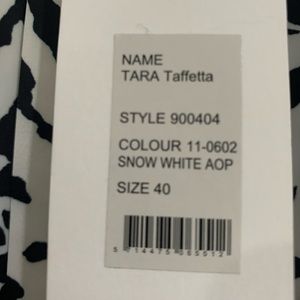 NAME
TARA Taffetta
STYLE 900404
COLOUR 11-0602
SNOW WHITE AOP
SIZE 40